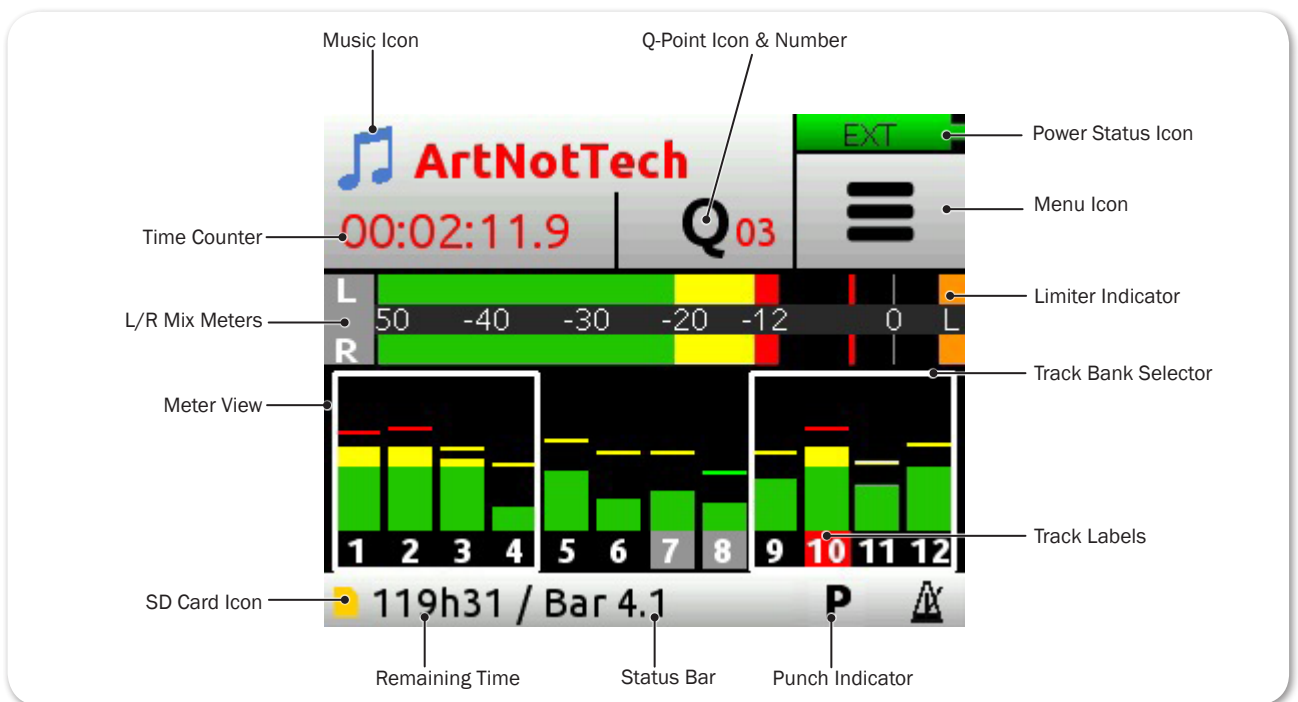 Music Icon
Q-Point Icon & Number
EXT
Power Status Icon
ArtNotTech
Menu Icon
Time Counter
00:02:11.9
Q 03
L
Limiter Indicator
L/R Mix Meters
50 -40 -30 -20 -12 0 L
R
Track Bank Selector
Meter View
1 2 3 4 5 6 7 8 9 10 11 12
Track Labels
SD Card Icon
119h31 / Bar 4.1
P
Remaining Time
Status Bar
Punch Indicator